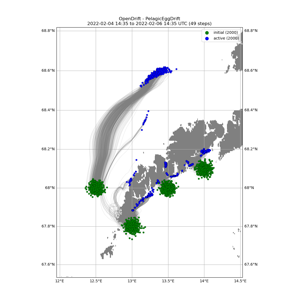 OpenDrift - PelagicEggDrift
2022-02-04 14:35 to 2022-02-06 14:35 UTC (49 steps)
initial (2000)
active (2000)
68.8°N
68.8°N
68.6°N
68.6°N
68.4°N
68.4°N
68.2°N
68.2°N
68°N
68°N
67.8°N
67.8°N
67.6°N
67.6°N
12°E
12.5°E
13°E
13.5°E
14°E
14.5°E